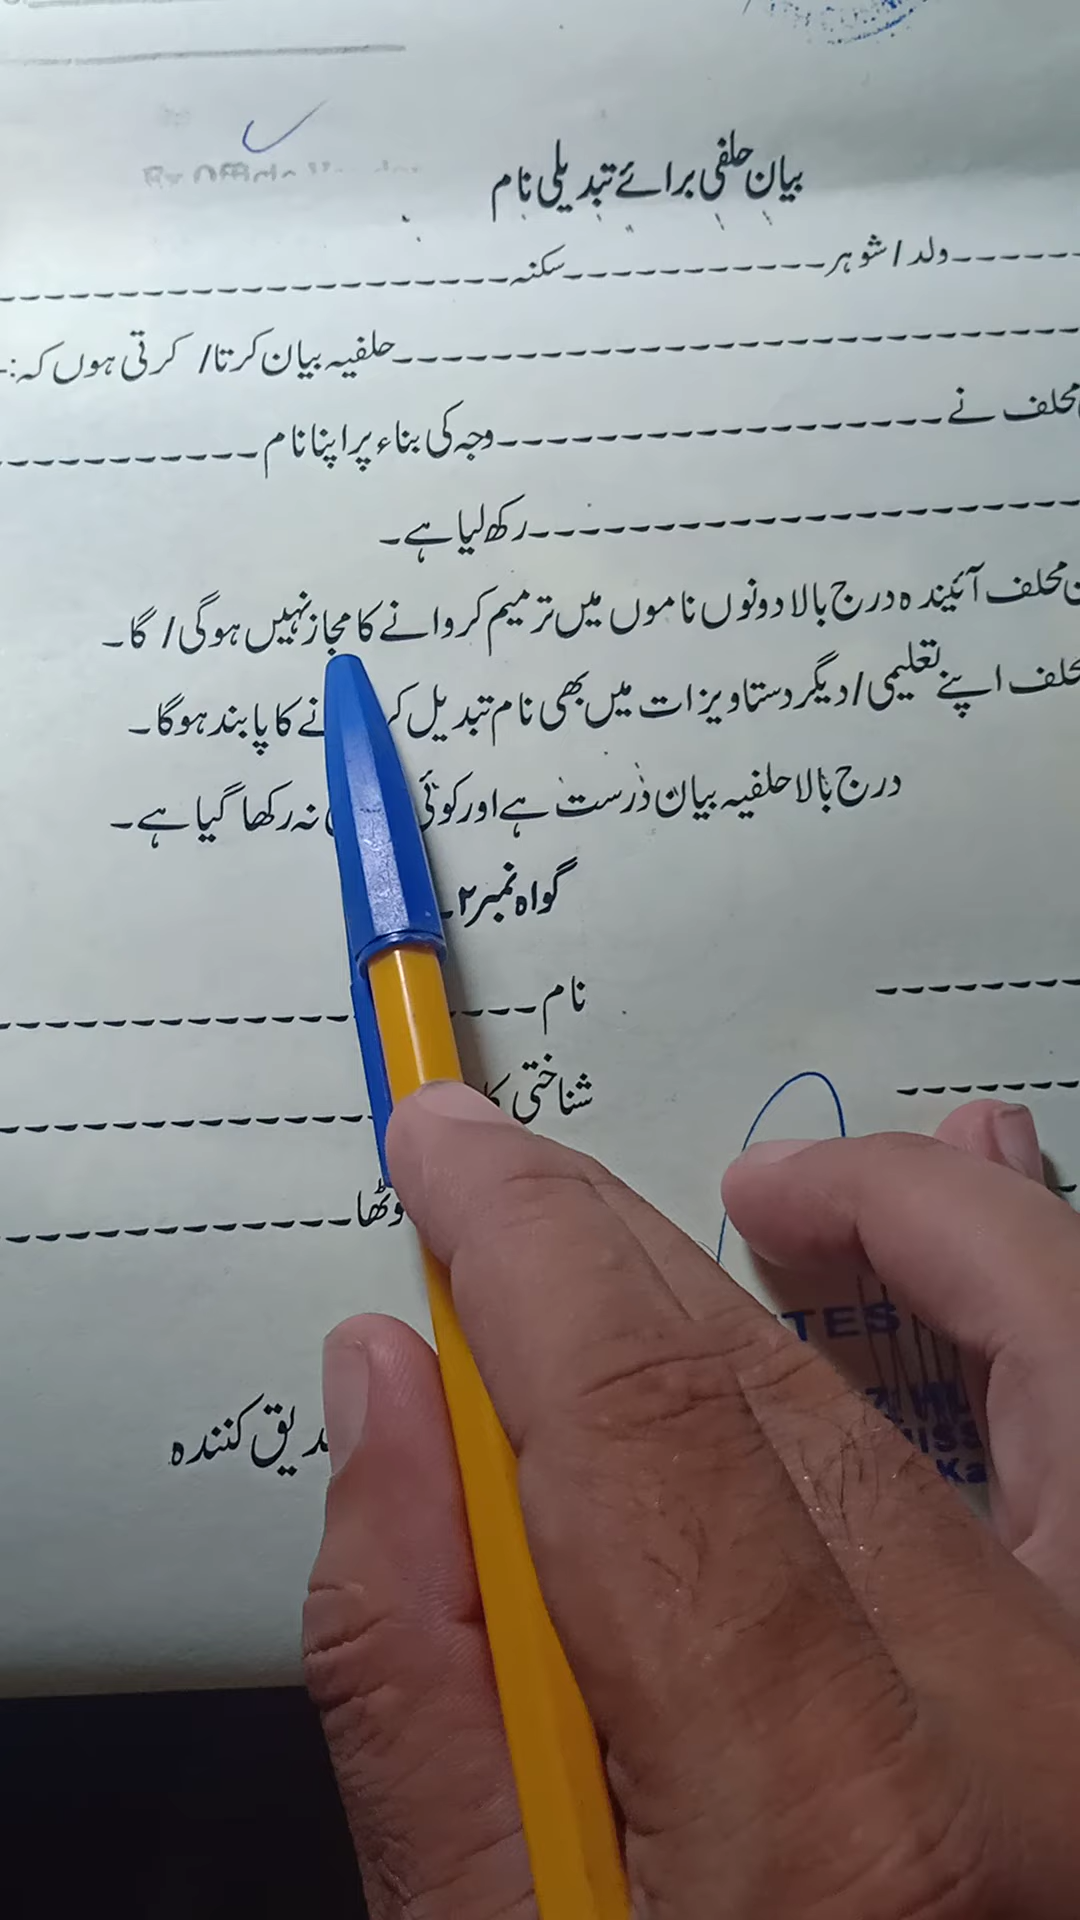 بیان حلفی برائے تبدیلی نام
ولد / شوہر سکنہ
حلفیہ بیان کرتا / کرتی ہوں کہ:-
محلف نے وجہ کی بناء پر اپنا نام
رکھ لیا ہے۔
محلف آئیندہ درج بالا دونوں ناموں میں ترمیم کروانے کا مجاز نہیں ہوگی / گا۔
محلف اپنے تعلیمی / دیگر دستاویزات میں بھی نام تبدیل نے کا پابند ہوگا۔
درج بالا حلفیہ بیان درست ہے اور کوئی نہ رکھا گیا ہے۔
گواہ نمبر ۲۔
نام
شناختی
کنندہ